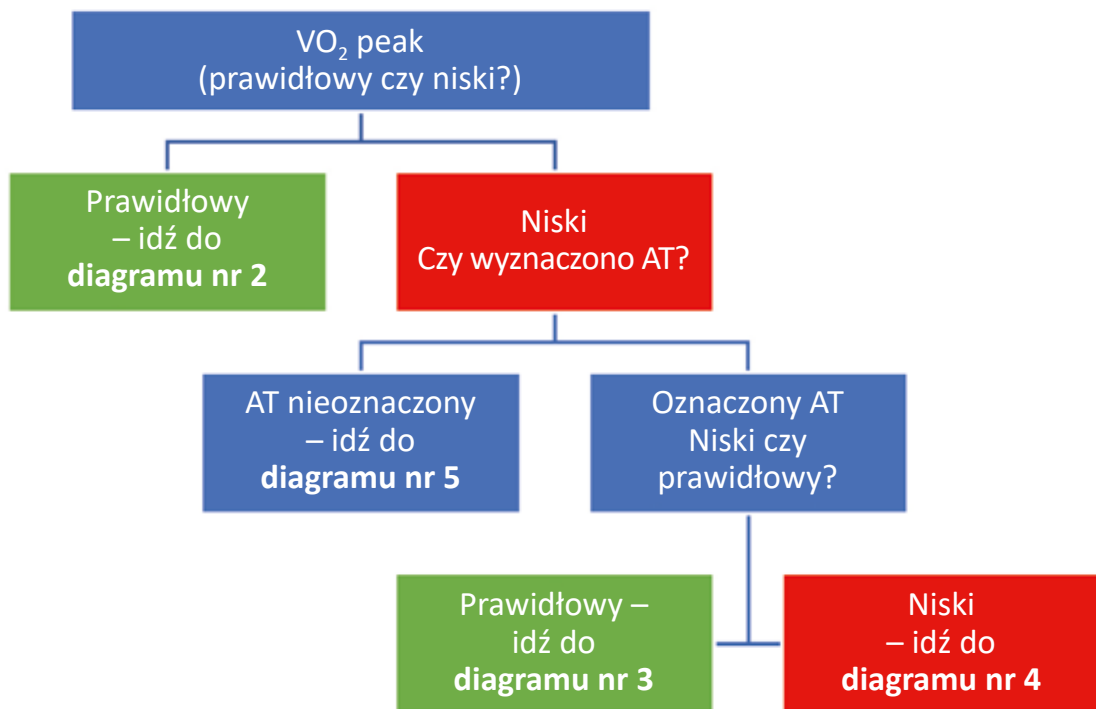 VO₂ peak
(prawidłowy czy niski?)
Prawidłowy
– idź do
diagramu nr 2
Niski
Czy wyznaczono AT?
AT nieoznaczony
– idź do
diagramu nr 5
Oznaczony AT
Niski czy
prawidłowy?
Prawidłowy –
idź do
diagramu nr 3
Niski
– idź do
diagramu nr 4